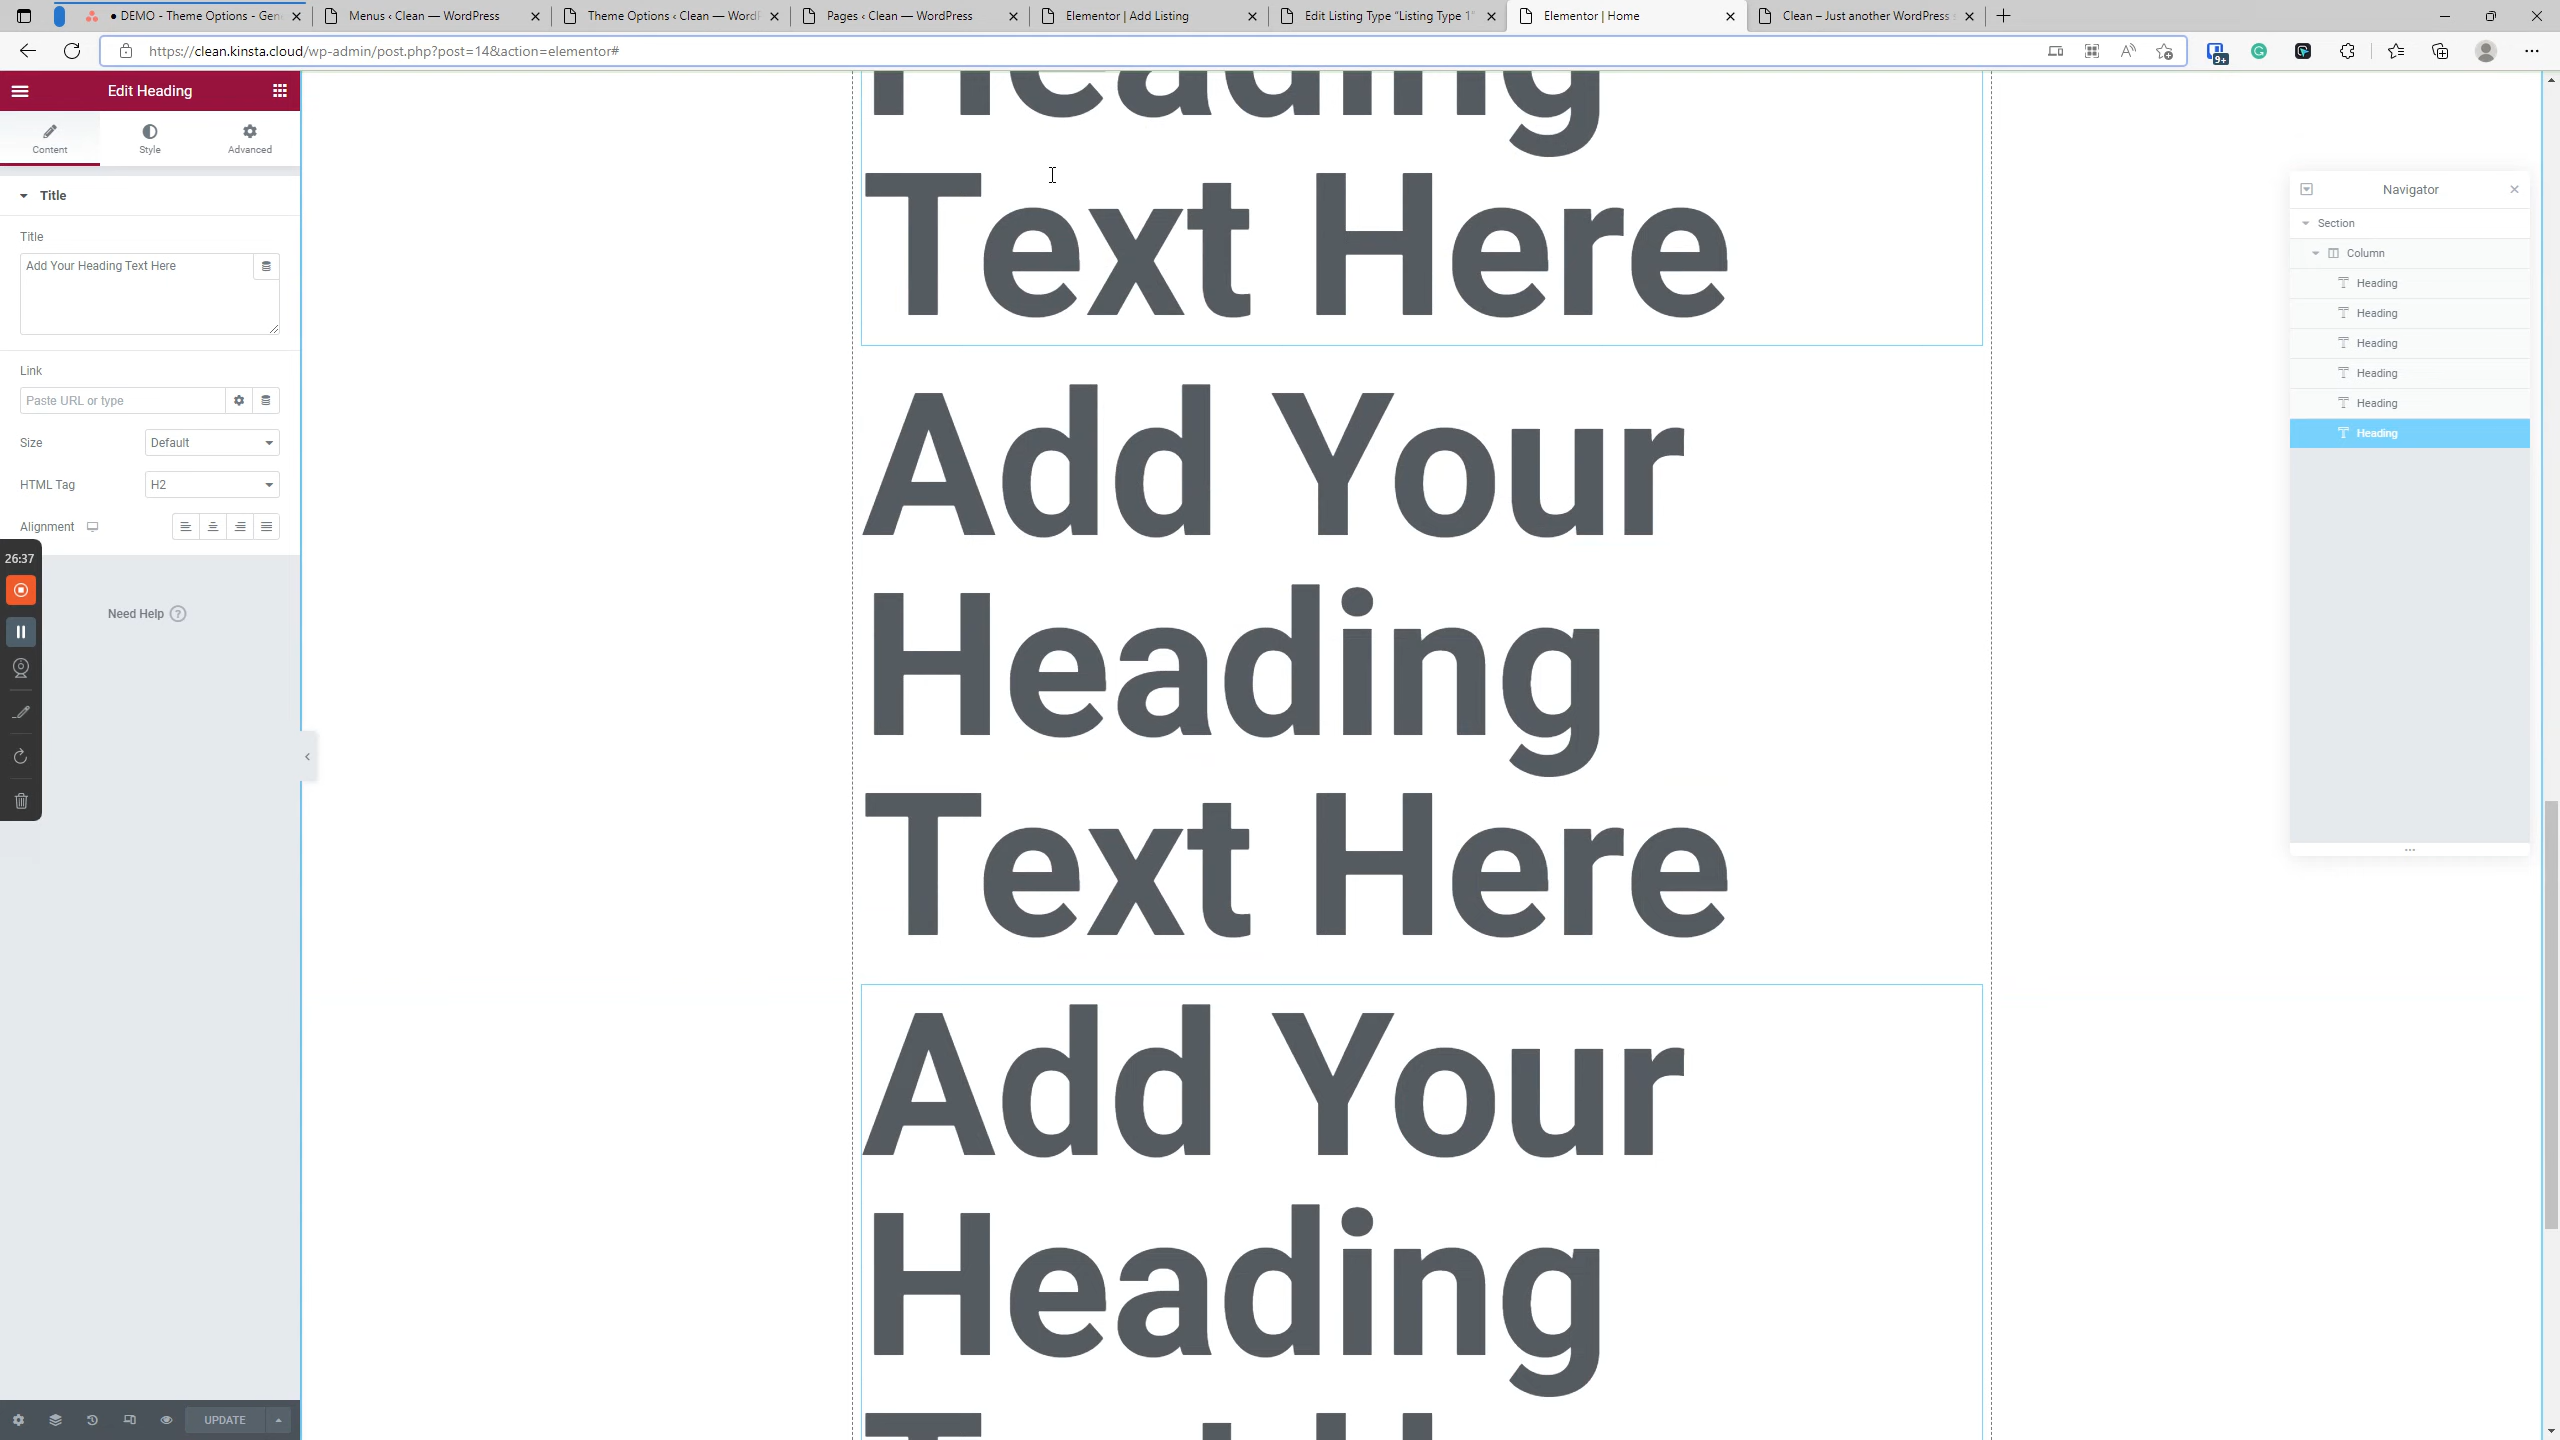 ● DEMO - Theme Options - Gen
Menus ‹ Clean — WordPress
Theme Options ‹ Clean — WordP
Pages ‹ Clean — WordPress
Elementor | Add Listing
Edit Listing Type "Listing Type 1"
Elementor | Home
Clean – Just another WordPress
https://clean.kinsta.cloud/wp-admin/post.php?post=14&action=elementor#
9+
Edit Heading
Content
Style
Advanced
Title
Title
Add Your Heading Text Here
Link
Paste URL or type
Size
Default
HTML Tag
H2
Alignment
26:37
Need Help ?
UPDATE
Heading
Text Here
Add Your
Heading
Text Here
Add Your
Heading
Navigator
Section
Column
Heading
Heading
Heading
Heading
Heading
Heading